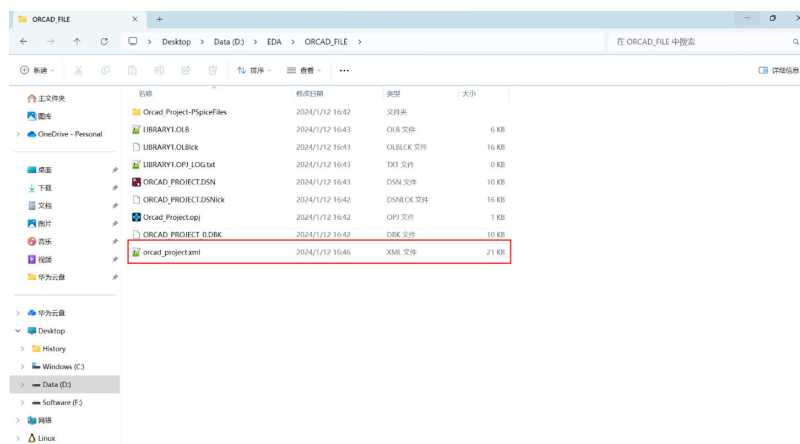 ORCAD_FILE
Desktop > Data (D:) > EDA > ORCAD_FILE >
在 ORCAD_FILE 中搜索
新建
排序
查看
详细信息
名称 修改日期 类型 大小
主文件夹
图库
OneDrive - Personal
桌面
下载
文档
图片
音乐
视频
华为云盘
华为云盘
Desktop
History
Windows (C:)
Data (D:)
Software (F:)
网络
Linux
Orcad_Project-PSpiceFiles 2024/1/12 16:42 文件夹
LIBRARY1.OLB 2024/1/12 16:43 OLB 文件 6 KB
LIBRARY1.OLBlck 2024/1/12 16:43 OLBLCK 文件 16 KB
LIBRARY1.OPJ_LOG.txt 2024/1/12 16:43 TXT 文件 0 KB
ORCAD_PROJECT.DSN 2024/1/12 16:43 DSN 文件 10 KB
ORCAD_PROJECT.DSNlck 2024/1/12 16:42 DSNLCK 文件 16 KB
Orcad_Project.opj 2024/1/12 16:42 OPJ 文件 1 KB
ORCAD_PROJECT_0.DBK 2024/1/12 16:42 DBK 文件 10 KB
orcad_project.xml 2024/1/12 16:46 XML 文件 21 KB